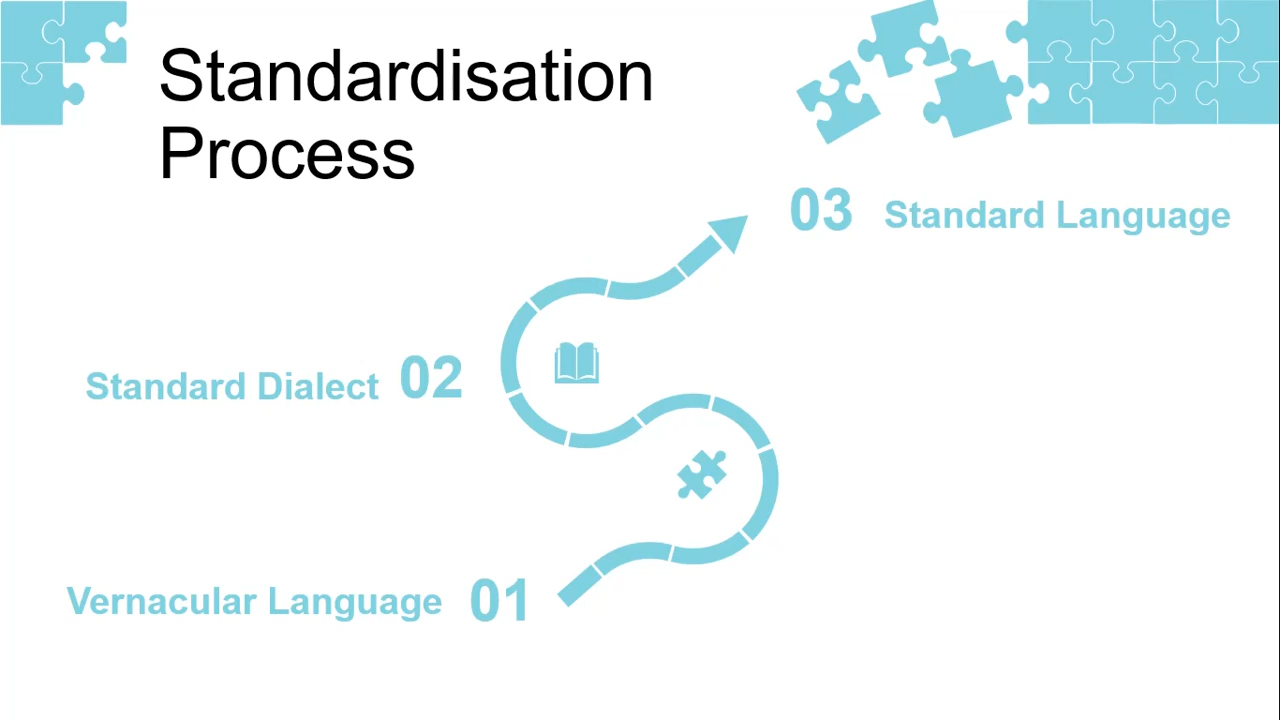 Standardisation
Process
03 Standard Language
Standard Dialect 02
Vernacular Language 01